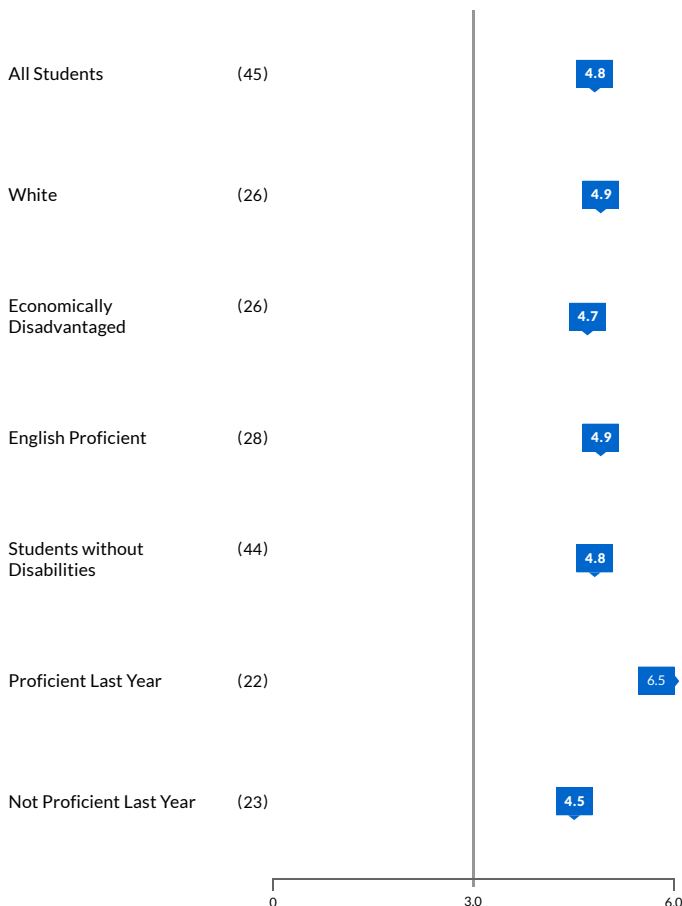 All Students (45) 4.8
White (26) 4.9
Economically (26)
Disadvantaged 4.7
English Proficient (28) 4.9
Students without (44)
Disabilities 4.8
Proficient Last Year (22) 6.5
Not Proficient Last Year (23) 4.5
0 3.0 6.0